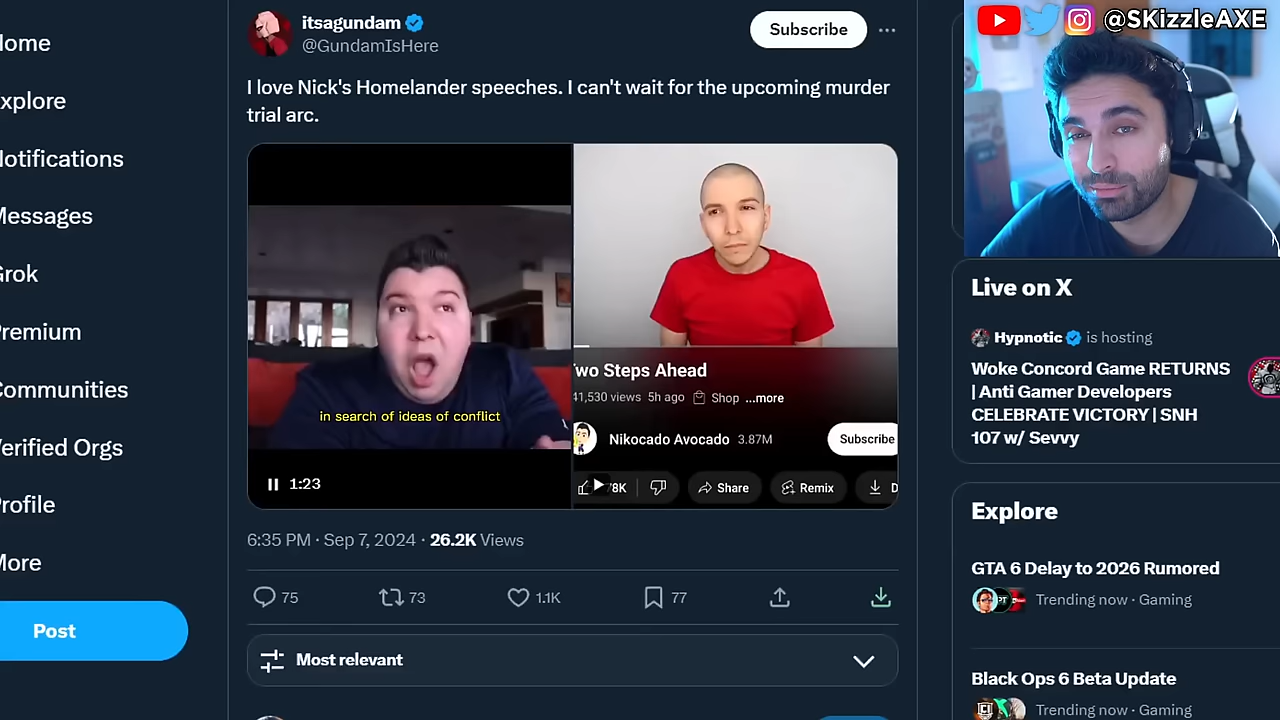 ome
xplore
otifications
essages
rok
remium
ommunities
erified Orgs
rofile
ore
Post
itsagundam
@GundamIsHere
Subscribe
I love Nick's Homelander speeches. I can't wait for the upcoming murder
trial arc.
in search of ideas of conflict
1:23
wo Steps Ahead
41,530 views 5h ago Shop ...more
Nikocado Avocado 3.87M
Subscribe
78K Share Remix D
6:35 PM · Sep 7, 2024 · 26.2K Views
75 73 1.1K 77
Most relevant
@SKizzleAXE
Live on X
Hypnotic is hosting
Woke Concord Game RETURNS
| Anti Gamer Developers
CELEBRATE VICTORY | SNH
107 w/ Sevvy
Explore
GTA 6 Delay to 2026 Rumored
Trending now · Gaming
Black Ops 6 Beta Update
Trending now · Gaming